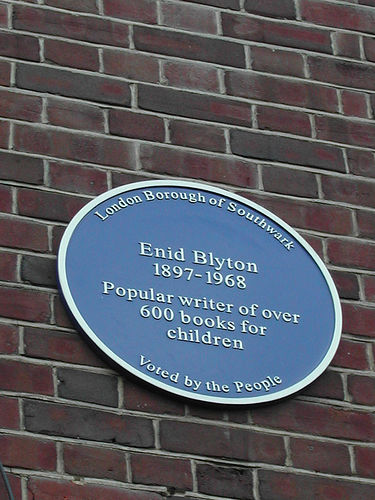 London Borough of Southwark
Enid Blyton
1897-1968
Popular writer of over
600 books for
children
Voted by the People